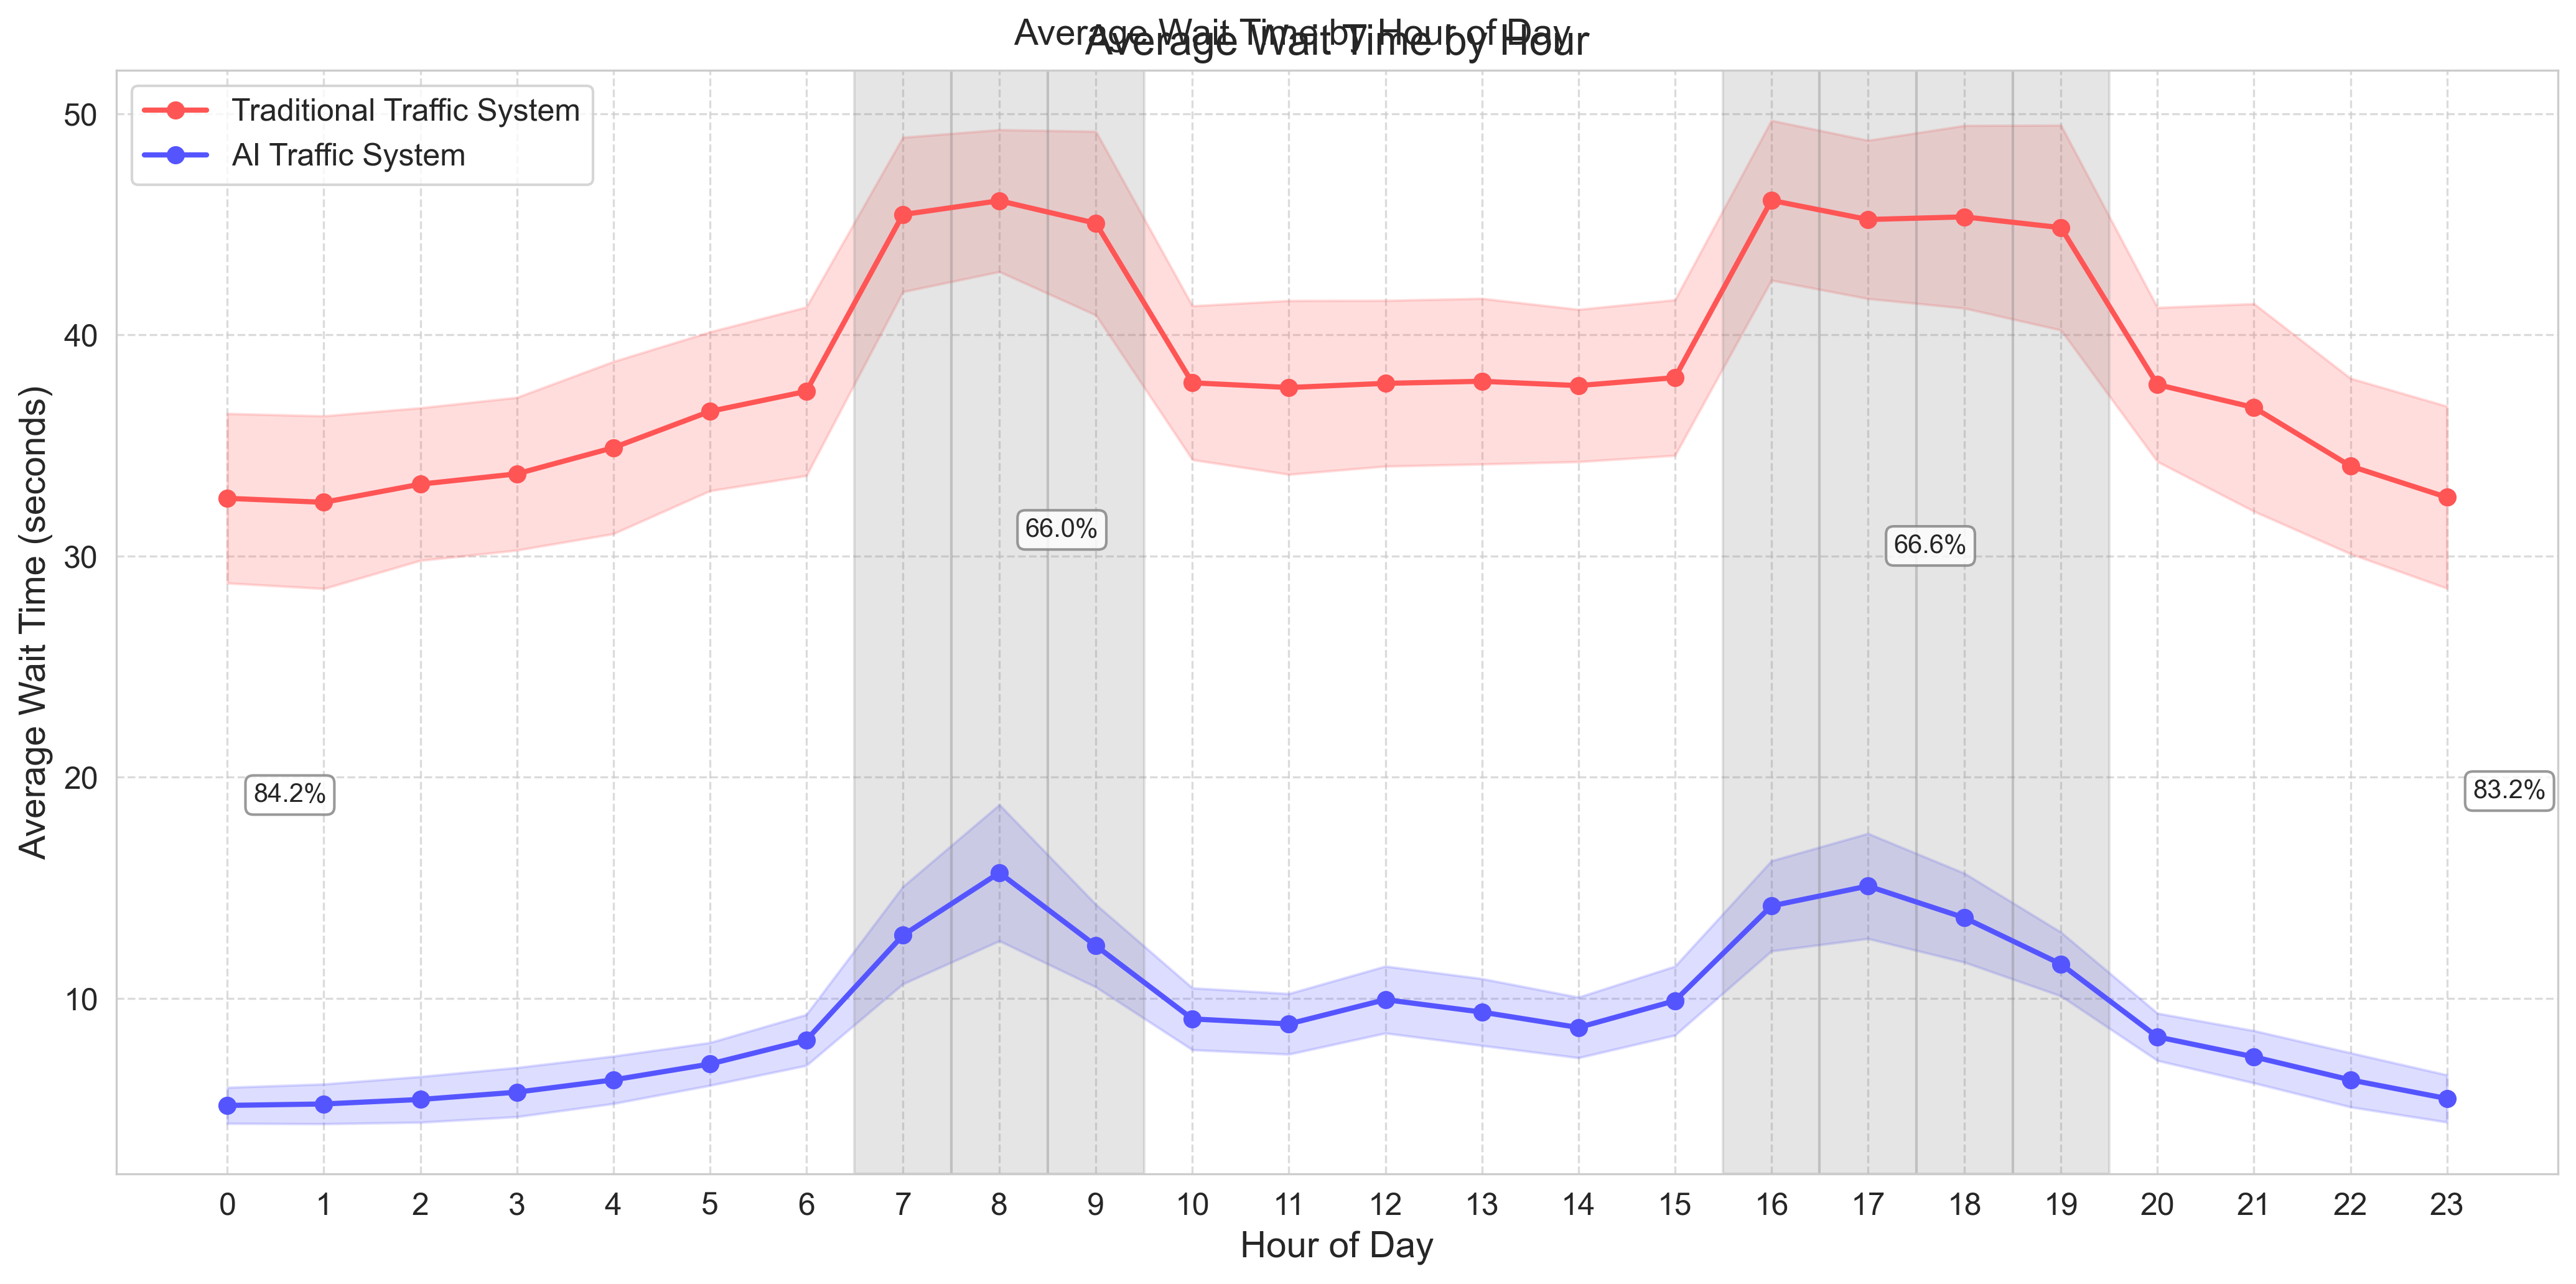 Average Wait Time by Hour of Day
Average Wait Time by Hour
Traditional Traffic System
AI Traffic System
Average Wait Time (seconds)
50
40
30
20
10
66.0%
66.6%
84.2%
83.2%
0 1 2 3 4 5 6 7 8 9 10 11 12 13 14 15 16 17 18 19 20 21 22 23
Hour of Day